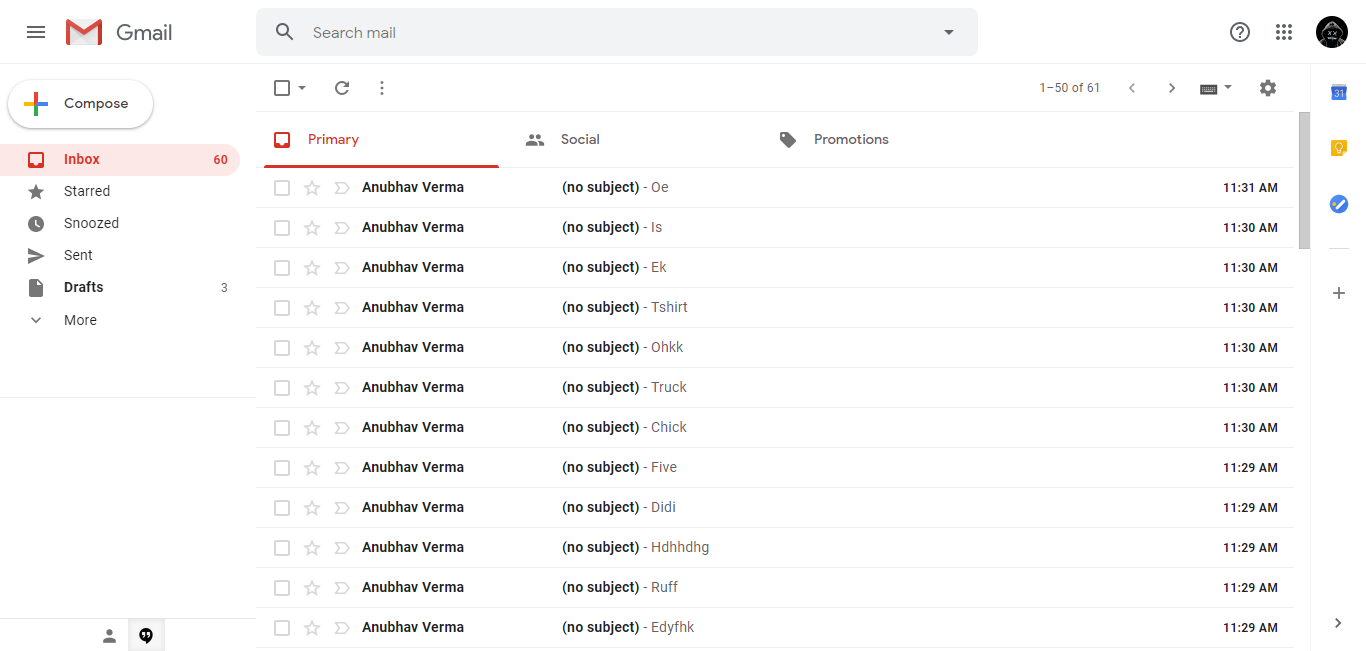 Gmail
Search mail
Compose
1–50 of 61
31
Primary
Social
Promotions
Inbox 60
Starred
Snoozed
Sent
Drafts 3
More
Anubhav Verma (no subject) - Oe 11:31 AM
Anubhav Verma (no subject) - Is 11:30 AM
Anubhav Verma (no subject) - Ek 11:30 AM
Anubhav Verma (no subject) - Tshirt 11:30 AM
Anubhav Verma (no subject) - Ohkk 11:30 AM
Anubhav Verma (no subject) - Truck 11:30 AM
Anubhav Verma (no subject) - Chick 11:30 AM
Anubhav Verma (no subject) - Five 11:29 AM
Anubhav Verma (no subject) - Didi 11:29 AM
Anubhav Verma (no subject) - Hdhhdhg 11:29 AM
Anubhav Verma (no subject) - Ruff 11:29 AM
Anubhav Verma (no subject) - Edyfhk 11:29 AM